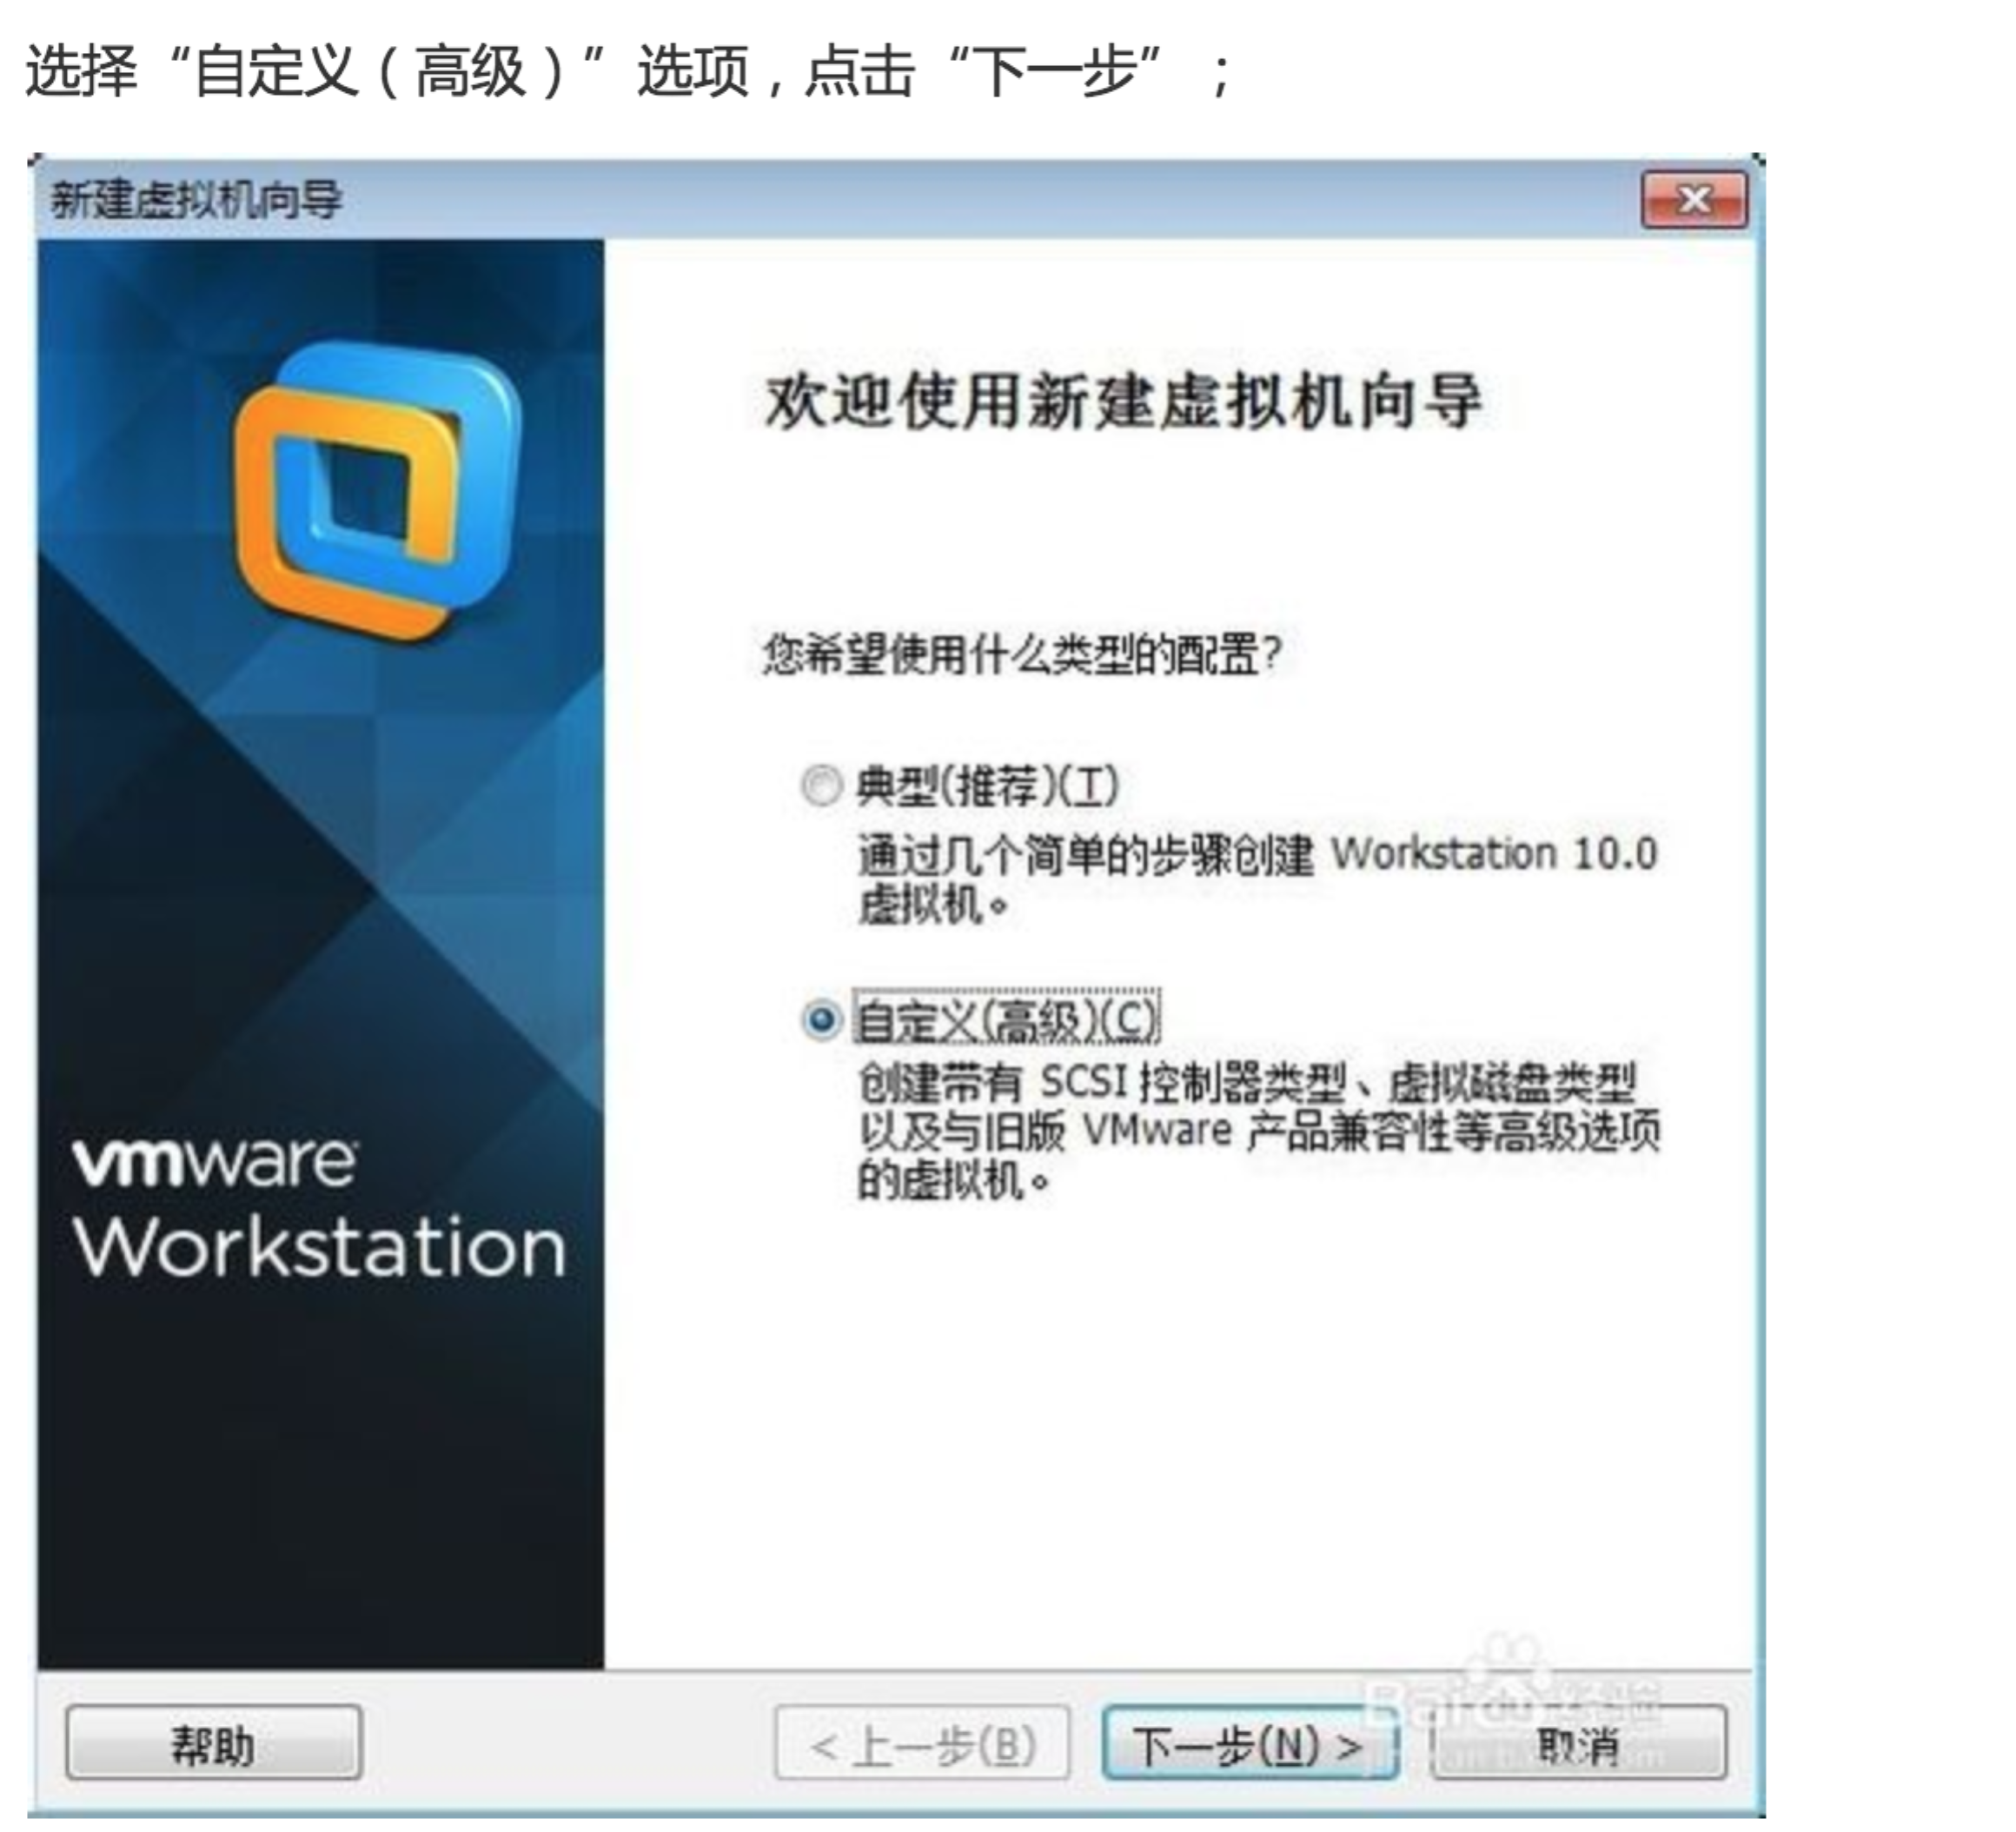 选择“自定义（高级）”选项，点击“下一步”；
新建虚拟机向导
欢迎使用新建虚拟机向导
您希望使用什么类型的配置?
典型(推荐)(T)
通过几个简单的步骤创建 Workstation 10.0
虚拟机。
自定义(高级)(C)
创建带有 SCSI 控制器类型、虚拟磁盘类型
以及与旧版 VMware 产品兼容性等高级选项
的虚拟机。
vmware
Workstation
帮助
< 上一步(B)
下一步(N) >
取消
Baidu 经验